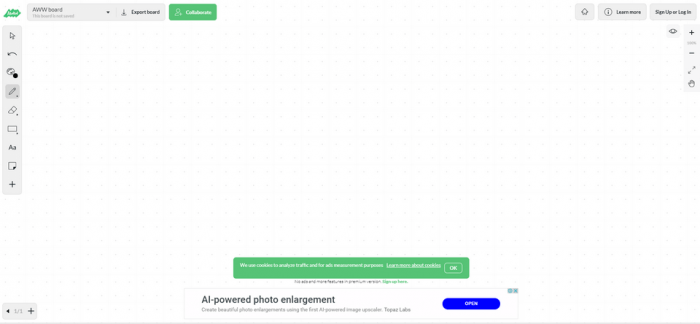 AWW board
This board is not saved
Export board
Collaborate
Learn more
Sign Up or Log In
Aa
We use cookies to analyze traffic and for ads measurement purposes. Learn more about cookies
OK
No ads and more features in premium version. Sign up here.
AI-powered photo enlargement
Create beautiful photo enlargements using the first AI-powered image upscaler. Topaz Labs
OPEN
1/1